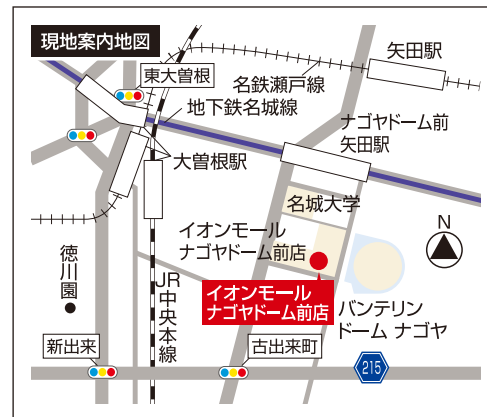 現地案内地図
矢田駅
東大曽根
名鉄瀬戸線
地下鉄名城線
ナゴヤドーム前
矢田駅
大曽根駅
名城大学
イオンモール
ナゴヤドーム前店
N
徳川園
JR中央本線
イオンモール
ナゴヤドーム前店
バンテリン
ドーム ナゴヤ
新出来
古出来町
215